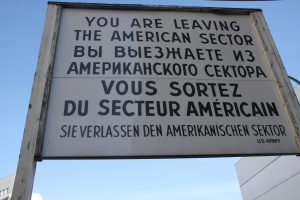 YOU ARE LEAVING
THE AMERICAN SECTOR
ВЫ ВЫЕЗЖАЕТЕ ИЗ
АМЕРИКАНСКОГО СЕКТОРА
VOUS SORTEZ
DU SECTEUR AMÉRICAIN
SIE VERLASSEN DEN AMERIKANISCHEN SEKTOR
US ARMY